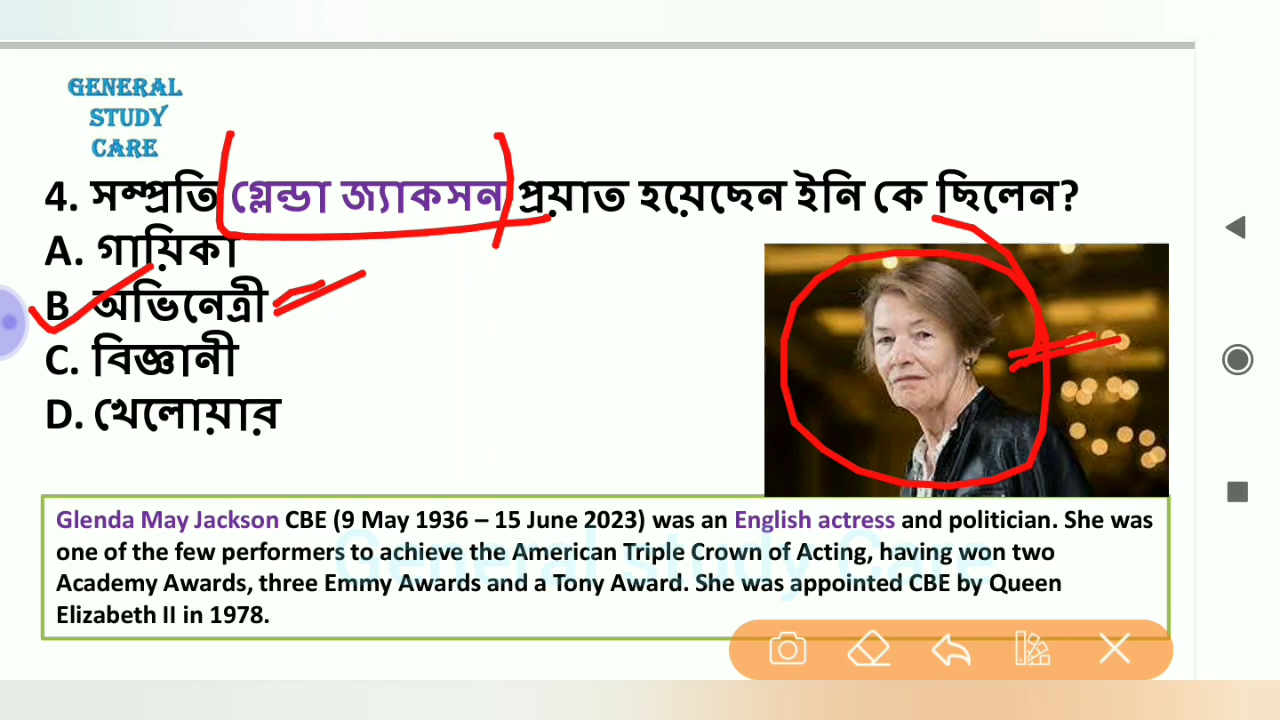 GENERAL
STUDY
CARE
4. সম্প্রতি গ্লেন্ডা জ্যাকসন প্রয়াত হয়েছেন ইনি কে ছিলেন?
A. গায়িকা
B অভিনেত্রী
C. বিজ্ঞানী
D. খেলোয়ার
Glenda May Jackson CBE (9 May 1936 – 15 June 2023) was an English actress and politician. She was
one of the few performers to achieve the American Triple Crown of Acting, having won two
Academy Awards, three Emmy Awards and a Tony Award. She was appointed CBE by Queen
Elizabeth II in 1978.
General Study Care